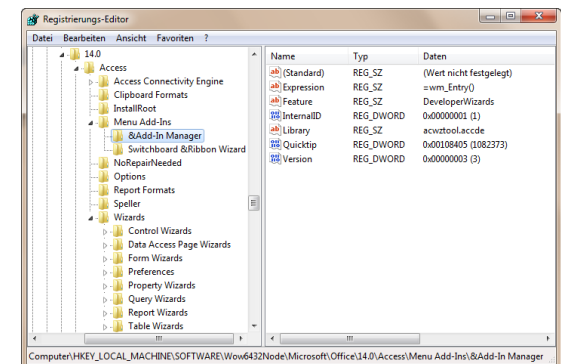 Registrierungs-Editor
Datei Bearbeiten Ansicht Favoriten ?
14.0
Access
Access Connectivity Engine
Clipboard Formats
InstallRoot
Menu Add-Ins
&Add-In Manager
Switchboard &Ribbon Wizard
NoRepairNeeded
Options
Report Formats
Speller
Wizards
Control Wizards
Data Access Page Wizards
Form Wizards
Preferences
Property Wizards
Query Wizards
Report Wizards
Table Wizards
Name Typ Daten
(Standard) REG_SZ (Wert nicht festgelegt)
Expression REG_SZ =wm_Entry()
Feature REG_SZ DeveloperWizards
InternalID REG_DWORD 0x00000001 (1)
Library REG_SZ acwztool.accde
Quicktip REG_DWORD 0x00108405 (1082373)
Version REG_DWORD 0x00000003 (3)
Computer\HKEY_LOCAL_MACHINE\SOFTWARE\Wow6432Node\Microsoft\Office\14.0\Access\Menu Add-Ins\&Add-In Manager